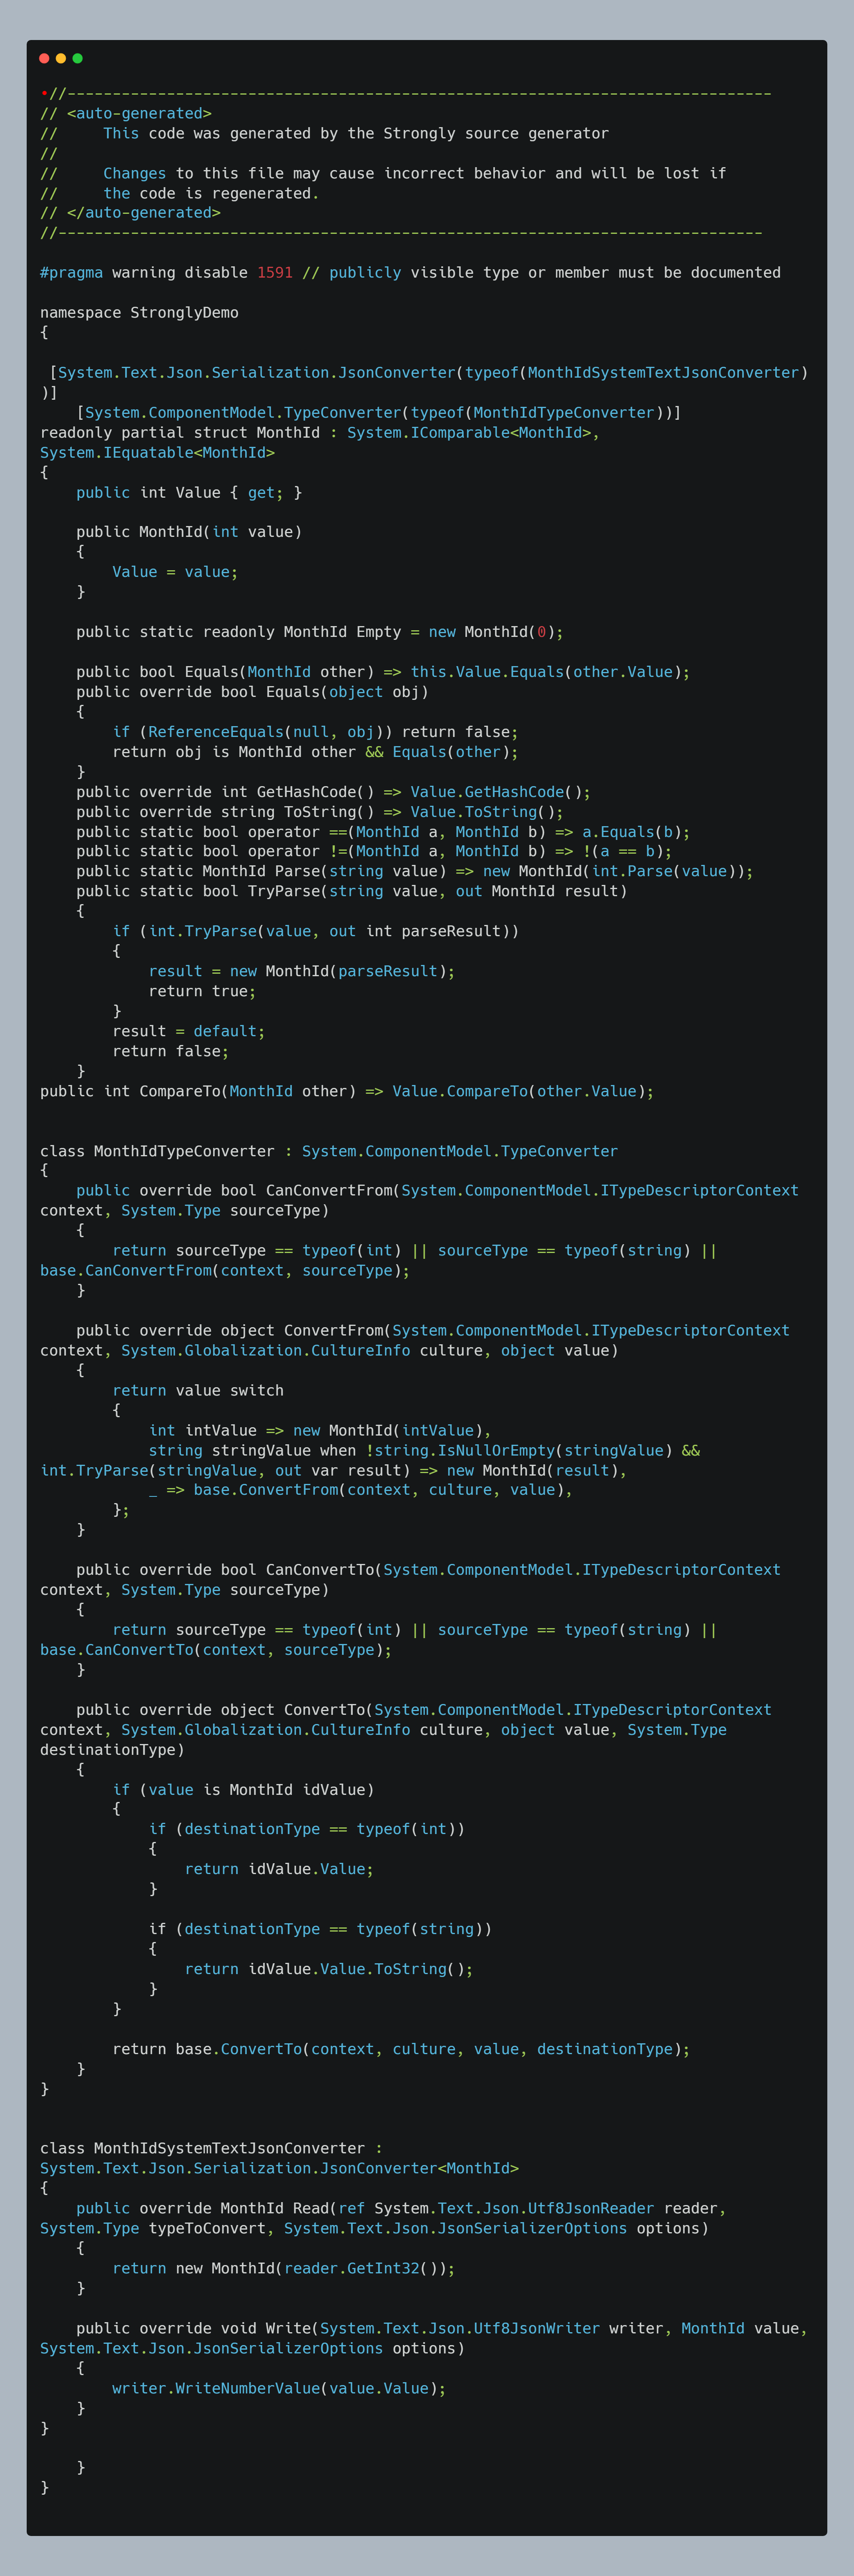 •//------------------------------------------------------------------------------
// <auto-generated>
//     This code was generated by the Strongly source generator
//
//     Changes to this file may cause incorrect behavior and will be lost if
//     the code is regenerated.
// </auto-generated>
//------------------------------------------------------------------------------
#pragma warning disable 1591 // publicly visible type or member must be documented
namespace StronglyDemo
{
 [System.Text.Json.Serialization.JsonConverter(typeof(MonthIdSystemTextJsonConverter)
)]
    [System.ComponentModel.TypeConverter(typeof(MonthIdTypeConverter))]
readonly partial struct MonthId : System.IComparable<MonthId>,
System.IEquatable<MonthId>
{
    public int Value { get; }
    public MonthId(int value)
    {
        Value = value;
    }
    public static readonly MonthId Empty = new MonthId(0);
    public bool Equals(MonthId other) => this.Value.Equals(other.Value);
    public override bool Equals(object obj)
    {
        if (ReferenceEquals(null, obj)) return false;
        return obj is MonthId other && Equals(other);
    }
    public override int GetHashCode() => Value.GetHashCode();
    public override string ToString() => Value.ToString();
    public static bool operator ==(MonthId a, MonthId b) => a.Equals(b);
    public static bool operator !=(MonthId a, MonthId b) => !(a == b);
    public static MonthId Parse(string value) => new MonthId(int.Parse(value));
    public static bool TryParse(string value, out MonthId result)
    {
        if (int.TryParse(value, out int parseResult))
        {
            result = new MonthId(parseResult);
            return true;
        }
        result = default;
        return false;
    }
public int CompareTo(MonthId other) => Value.CompareTo(other.Value);
class MonthIdTypeConverter : System.ComponentModel.TypeConverter
{
    public override bool CanConvertFrom(System.ComponentModel.ITypeDescriptorContext
context, System.Type sourceType)
    {
        return sourceType == typeof(int) || sourceType == typeof(string) ||
base.CanConvertFrom(context, sourceType);
    }
    public override object ConvertFrom(System.ComponentModel.ITypeDescriptorContext
context, System.Globalization.CultureInfo culture, object value)
    {
        return value switch
        {
            int intValue => new MonthId(intValue),
            string stringValue when !string.IsNullOrEmpty(stringValue) &&
int.TryParse(stringValue, out var result) => new MonthId(result),
            _ => base.ConvertFrom(context, culture, value),
        };
    }
    public override bool CanConvertTo(System.ComponentModel.ITypeDescriptorContext
context, System.Type sourceType)
    {
        return sourceType == typeof(int) || sourceType == typeof(string) ||
base.CanConvertTo(context, sourceType);
    }
    public override object ConvertTo(System.ComponentModel.ITypeDescriptorContext
context, System.Globalization.CultureInfo culture, object value, System.Type
destinationType)
    {
        if (value is MonthId idValue)
        {
            if (destinationType == typeof(int))
            {
                return idValue.Value;
            }
            if (destinationType == typeof(string))
            {
                return idValue.Value.ToString();
            }
        }
        return base.ConvertTo(context, culture, value, destinationType);
    }
}
class MonthIdSystemTextJsonConverter :
System.Text.Json.Serialization.JsonConverter<MonthId>
{
    public override MonthId Read(ref System.Text.Json.Utf8JsonReader reader,
System.Type typeToConvert, System.Text.Json.JsonSerializerOptions options)
    {
        return new MonthId(reader.GetInt32());
    }
    public override void Write(System.Text.Json.Utf8JsonWriter writer, MonthId value,
System.Text.Json.JsonSerializerOptions options)
    {
        writer.WriteNumberValue(value.Value);
    }
}
    }
}